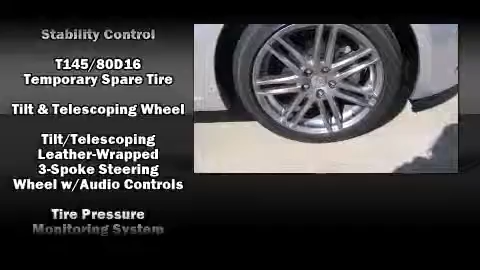 Stability Control
T145/80D16
Temporary Spare Tire
Tilt & Telescoping Wheel
Tilt/Telescoping
Leather-Wrapped
3-Spoke Steering
Wheel w/Audio Controls
Tire Pressure
Monitoring System